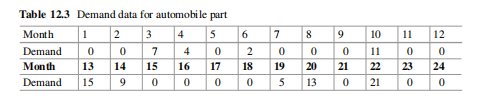 Table 12.3 Demand data for automobile part
Month 1 2 3 4 5 6 7 8 9 10 11 12
Demand 0 0 7 4 0 2 0 0 0 11 0 0
Month 13 14 15 16 17 18 19 20 21 22 23 24
Demand 15 9 0 0 0 0 5 13 0 21 0 0